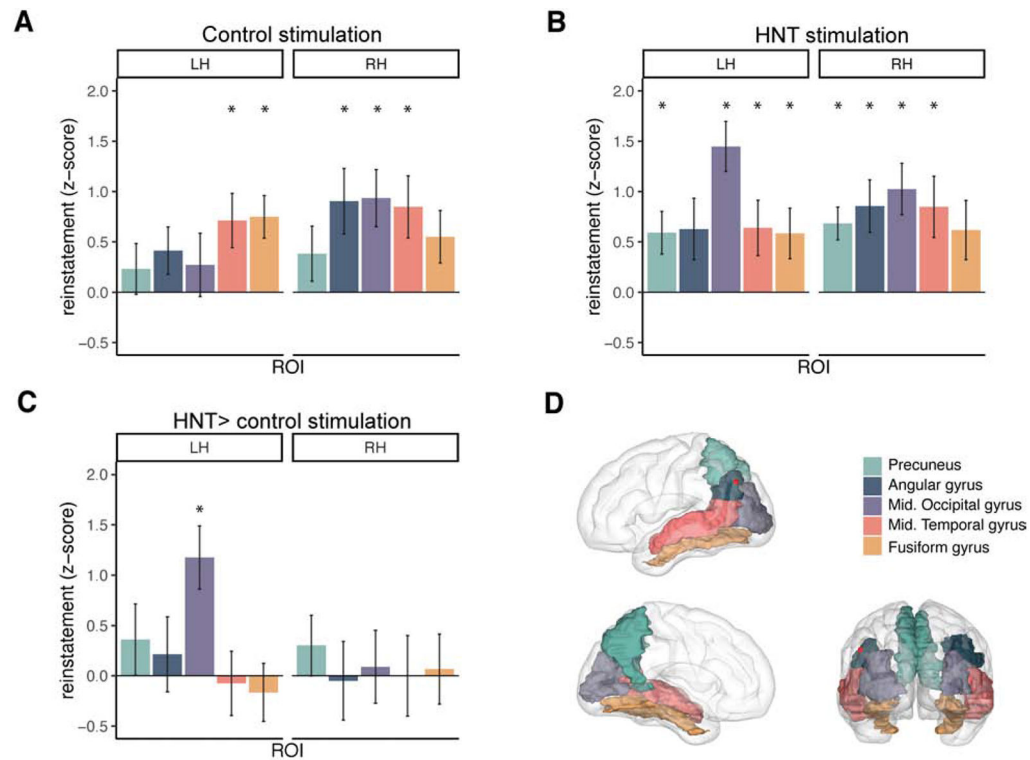 A
Control stimulation
LH
RH
2.0
* * * * *
1.5
1.0
0.5
0.0
−0.5
reinstatement (z−score)
ROI
B
HNT stimulation
LH
RH
2.0
* * * * * * * *
1.5
1.0
0.5
0.0
−0.5
reinstatement (z−score)
ROI
C
HNT> control stimulation
LH
RH
2.0
*
1.5
1.0
0.5
0.0
−0.5
reinstatement (z−score)
ROI
D
Precuneus
Angular gyrus
Mid. Occipital gyrus
Mid. Temporal gyrus
Fusiform gyrus